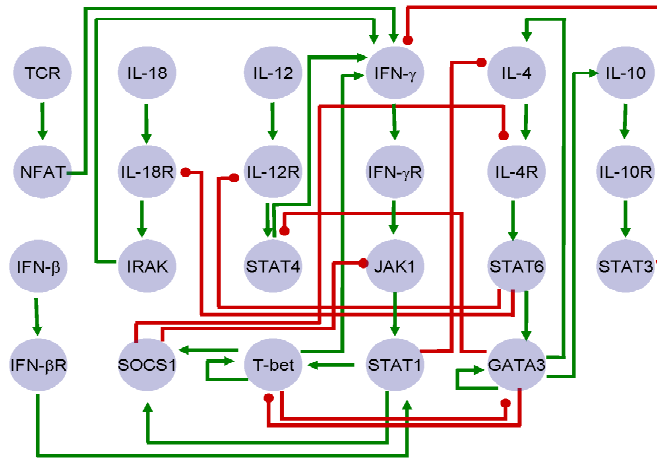 TCR IL-18 IL-12 IFN-γ IL-4 IL-10
NFAT IL-18R IL-12R IFN-γR IL-4R IL-10R
IFN-β IRAK STAT4 JAK1 STAT6 STAT3
IFN-βR SOCS1 T-bet STAT1 GATA3